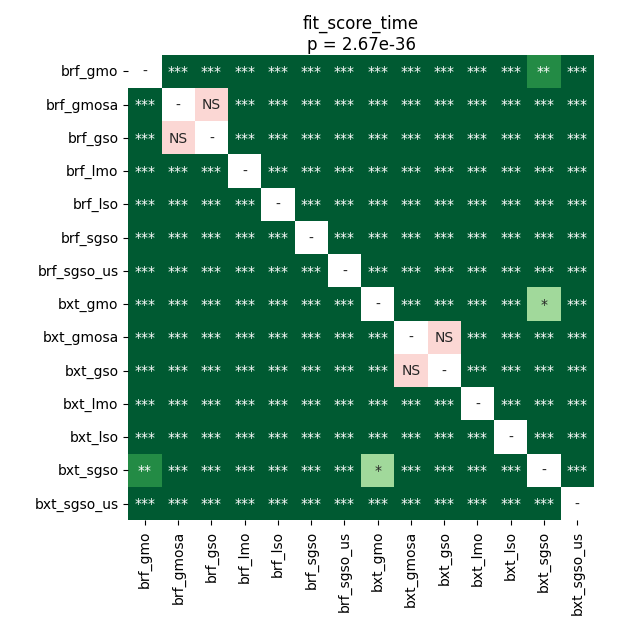 fit_score_time
p = 2.67e-36
brf_gmo - *** *** *** *** *** *** *** *** *** *** *** ** ***
brf_gmosa *** - NS *** *** *** *** *** *** *** *** *** *** ***
brf_gso *** NS - *** *** *** *** *** *** *** *** *** *** ***
brf_lmo *** *** *** - *** *** *** *** *** *** *** *** *** ***
brf_lso *** *** *** *** - *** *** *** *** *** *** *** *** ***
brf_sgso *** *** *** *** *** - *** *** *** *** *** *** *** ***
brf_sgso_us *** *** *** *** *** *** - *** *** *** *** *** *** ***
bxt_gmo *** *** *** *** *** *** *** - *** *** *** *** * ***
bxt_gmosa *** *** *** *** *** *** *** *** - NS *** *** *** ***
bxt_gso *** *** *** *** *** *** *** *** NS - *** *** *** ***
bxt_lmo *** *** *** *** *** *** *** *** *** *** - *** *** ***
bxt_lso *** *** *** *** *** *** *** *** *** *** *** - *** ***
bxt_sgso ** *** *** *** *** *** *** * *** *** *** *** - ***
bxt_sgso_us *** *** *** *** *** *** *** *** *** *** *** *** *** -
brf_gmo
brf_gmosa
brf_gso
brf_lmo
brf_lso
brf_sgso
brf_sgso_us
bxt_gmo
bxt_gmosa
bxt_gso
bxt_lmo
bxt_lso
bxt_sgso
bxt_sgso_us